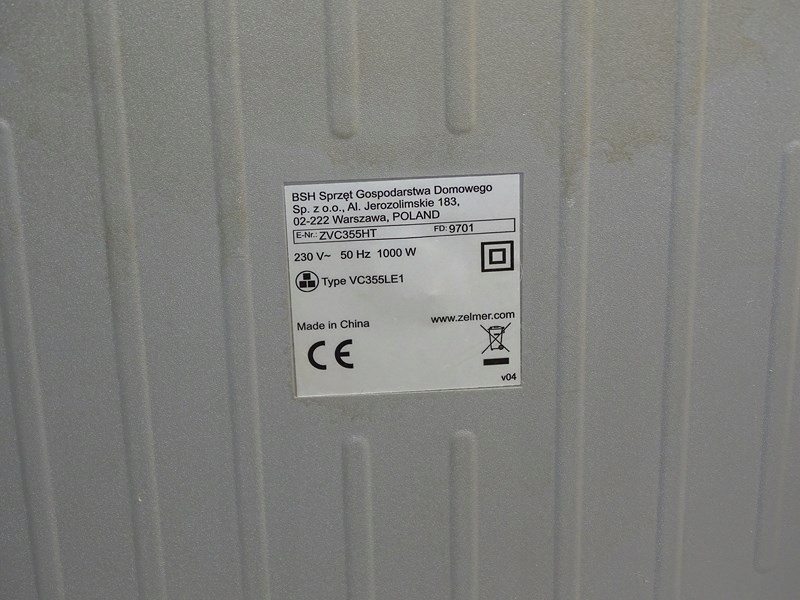 BSH Sprzęt Gospodarstwa Domowego
Sp. z o.o., Al. Jerozolimskie 183,
02-222 Warszawa, POLAND
E-Nr.: ZVC355HT FD: 9701
230 V~ 50 Hz 1000 W
Type VC355LE1
Made in China www.zelmer.com
CE
v04